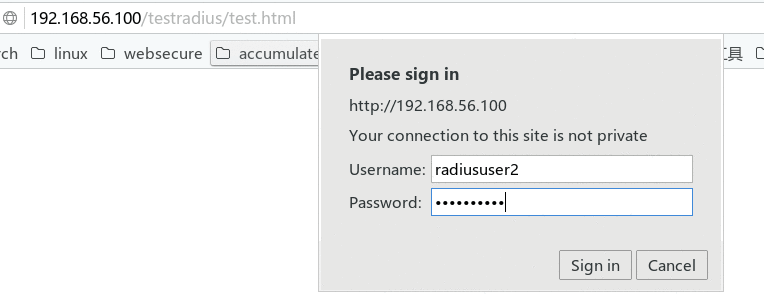 192.168.56.100/testradius/test.html
rch linux websecure accumulate 工具
Please sign in
http://192.168.56.100
Your connection to this site is not private
Username: radiususer2
Password: ••••••••••
Sign in Cancel